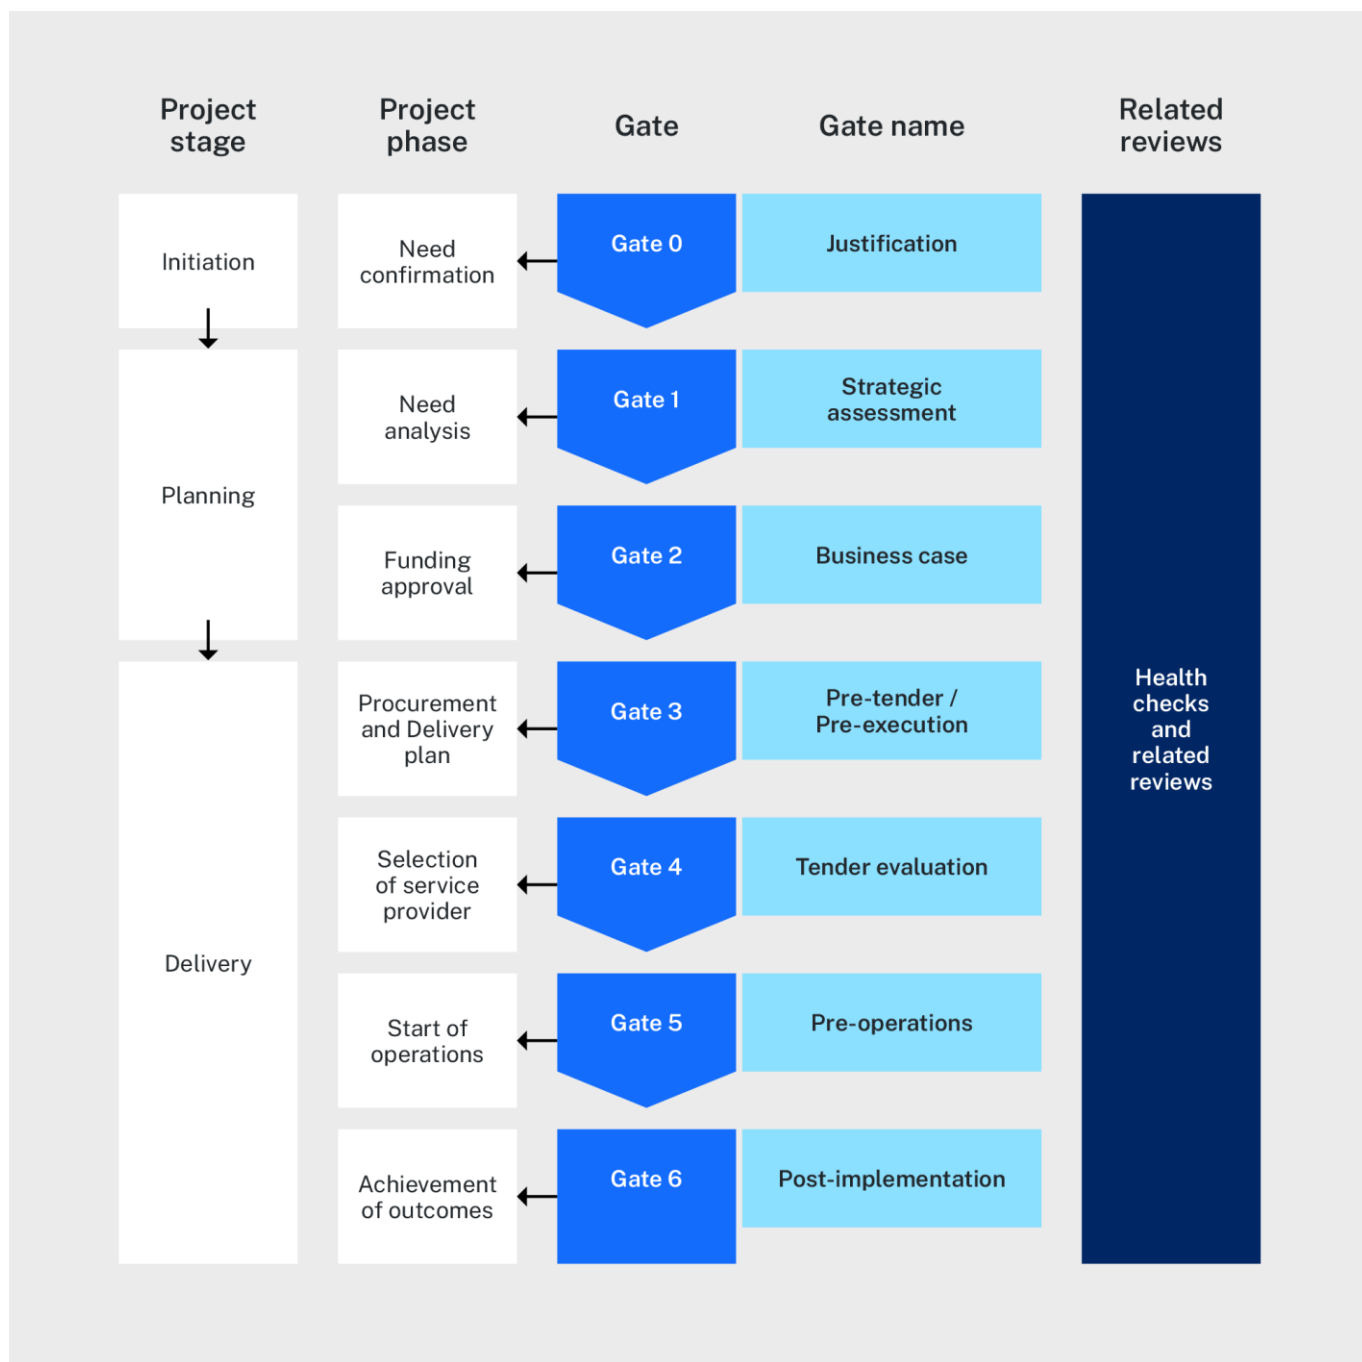 Project
stage
Project
phase
Gate
Gate name
Related
reviews
Initiation
Need
confirmation
Gate 0
Justification
Planning
Need
analysis
Gate 1
Strategic
assessment
Funding
approval
Gate 2
Business case
Delivery
Procurement
and Delivery
plan
Gate 3
Pre-tender /
Pre-execution
Selection
of service
provider
Gate 4
Tender evaluation
Start of
operations
Gate 5
Pre-operations
Achievement
of outcomes
Gate 6
Post-implementation
Health
checks
and
related
reviews